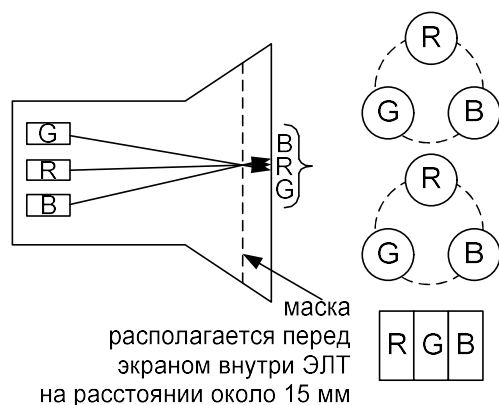 G
R
B
B
R
G
маска
располагается перед
экраном внутри ЭЛТ
на расстоянии около 15 мм
R
G B
R
G B
R G B